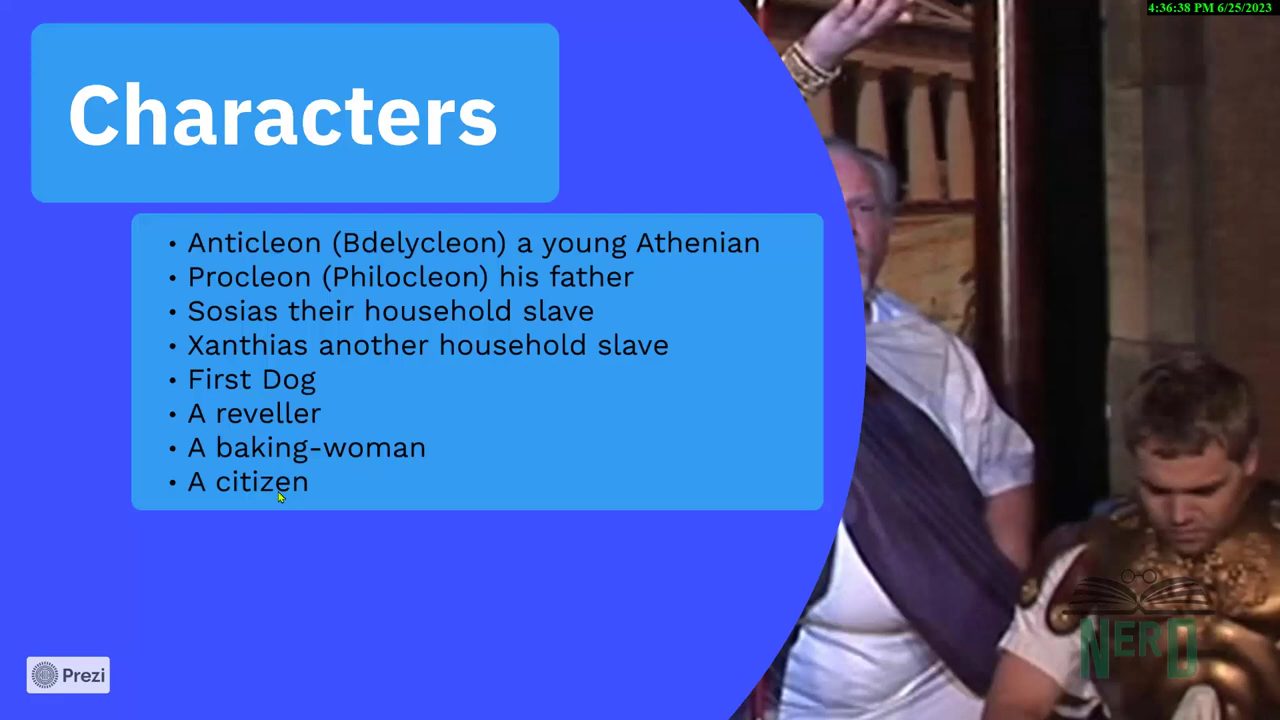 4:36:38 PM 6/25/2023
Characters
• Anticleon (Bdelycleon) a young Athenian
• Procleon (Philocleon) his father
• Sosias their household slave
• Xanthias another household slave
• First Dog
• A reveller
• A baking-woman
• A citizen
NerD
Prezi